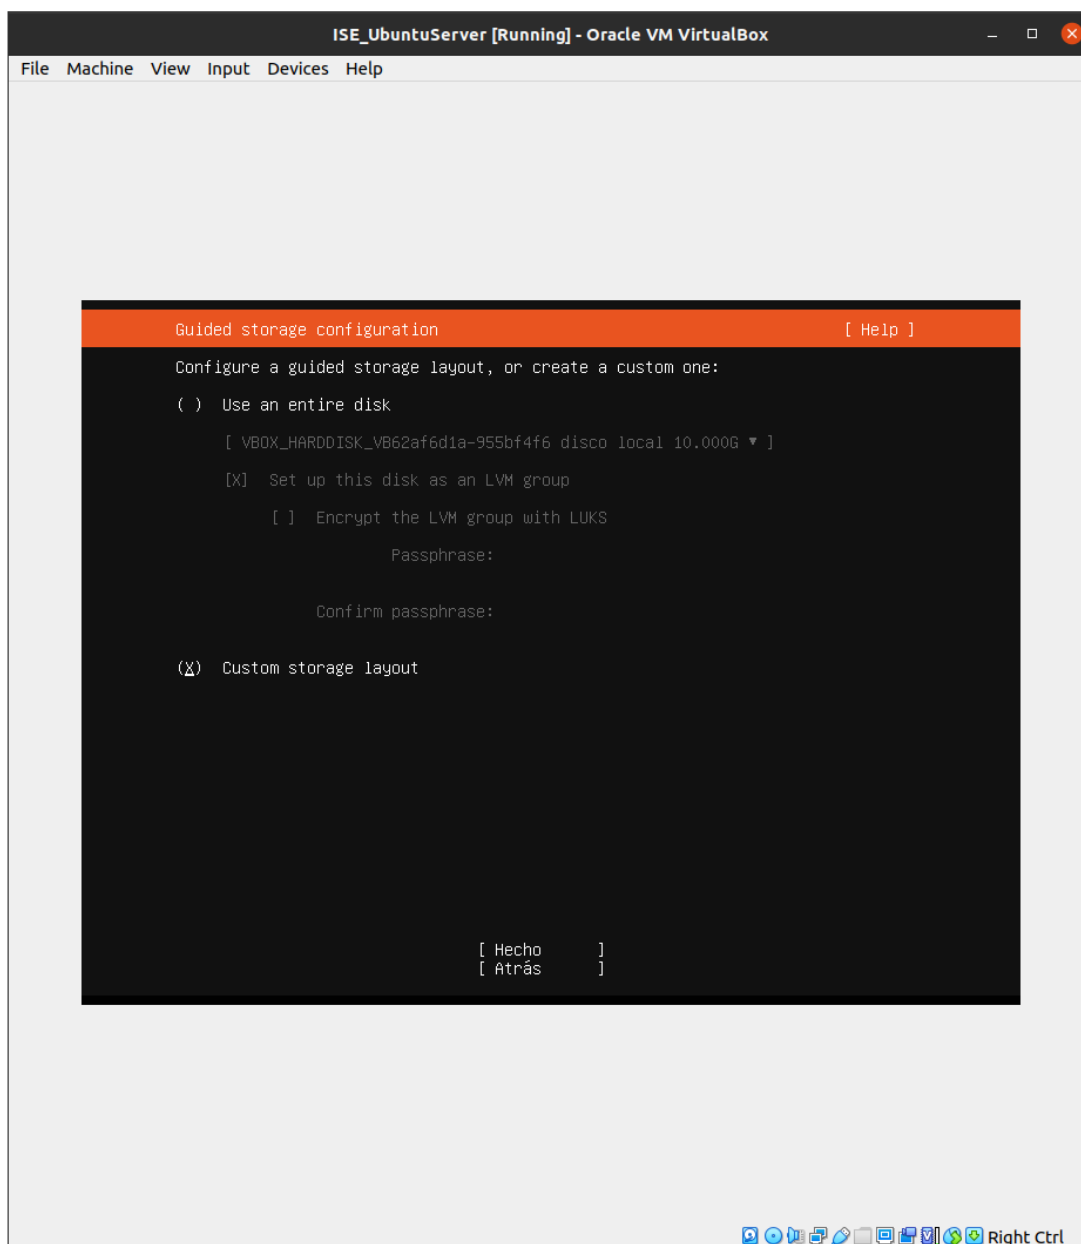 ISE_UbuntuServer [Running] - Oracle VM VirtualBox
File Machine View Input Devices Help
Guided storage configuration [ Help ]
Configure a guided storage layout, or create a custom one:
( ) Use an entire disk
[ VBOX_HARDDISK_VB62af6d1a-955bf4f6 disco local 10.000G ▾ ]
[X] Set up this disk as an LVM group
[ ] Encrypt the LVM group with LUKS
Passphrase:
Confirm passphrase:
(X) Custom storage layout
[ Hecho ]
[ Atrás ]
Right Ctrl